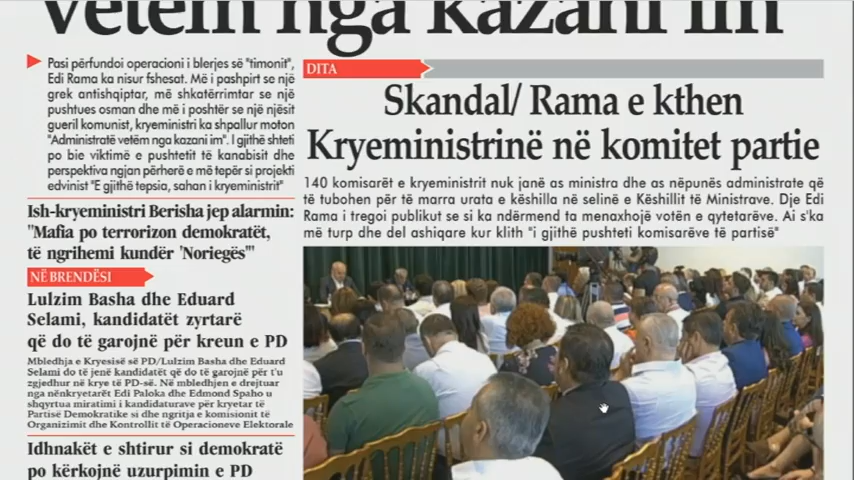 vetëm nga kazani im"
Pasi përfundoi operacioni i blerjes së "timonit",
Edi Rama ka nisur fshesat. Më i pashpirt se një
grek antishqiptar, më shkatërrimtar se një
pushtues osman dhe më i poshtër se një njësit
gueril komunist, kryeministri ka shpallur moton
"Administratë vetëm nga kazani im". I gjithë shteti
po bie viktimë e pushtetit të kanabisit dhe
perspektiva ngjan përherë e më tepër si projekti
edvinist "E gjithë tepsia, sahan i kryeministrit"
Ish-kryeministri Berisha jep alarmin:
"Mafia po terrorizon demokratët,
të ngrihemi kundër 'Noriegës'"
NË BRENDËSI
Lulzim Basha dhe Eduard
Selami, kandidatët zyrtarë
që do të garojnë për kreun e PD
Mbledhja e Kryesisë së PD/Lulzim Basha dhe Eduard
Selami do të jenë kandidatët që do të garojnë për t'u
zgjedhur në krye të PD-së. Në mbledhjen e drejtuar
nga nënkryetarët Edi Paloka dhe Edmond Spaho u
shqyrtua miratimi i kandidaturave për kryetar të
Partisë Demokratike si dhe ngritja e komisionit të
Organizimit dhe Kontrollit të Operacioneve Elektorale
Idhnakët e shtirur si demokratë
po kërkojnë uzurpimin e PD
DITA
Skandal/ Rama e kthen
Kryeministrinë në komitet partie
140 komisarët e kryeministrit nuk janë as ministra dhe as nëpunës administrate që
të tubohen për të marra urata e këshilla në selinë e Këshillit të Ministrave. Dje Edi
Rama i tregoi publikut se si ka ndërmend ta menaxhojë votën e qytetarëve. Ai s'ka
më turp dhe del ashiqare kur klith "i gjithë pushteti komisarëve të partisë"